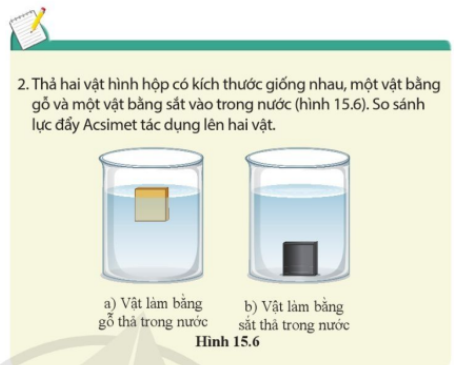 2. Thả hai vật hình hộp có kích thước giống nhau, một vật bằng
gỗ và một vật bằng sắt vào trong nước (hình 15.6). So sánh
lực đẩy Acsimet tác dụng lên hai vật.
a) Vật làm bằng
gỗ thả trong nước
b) Vật làm bằng
sắt thả trong nước
Hình 15.6